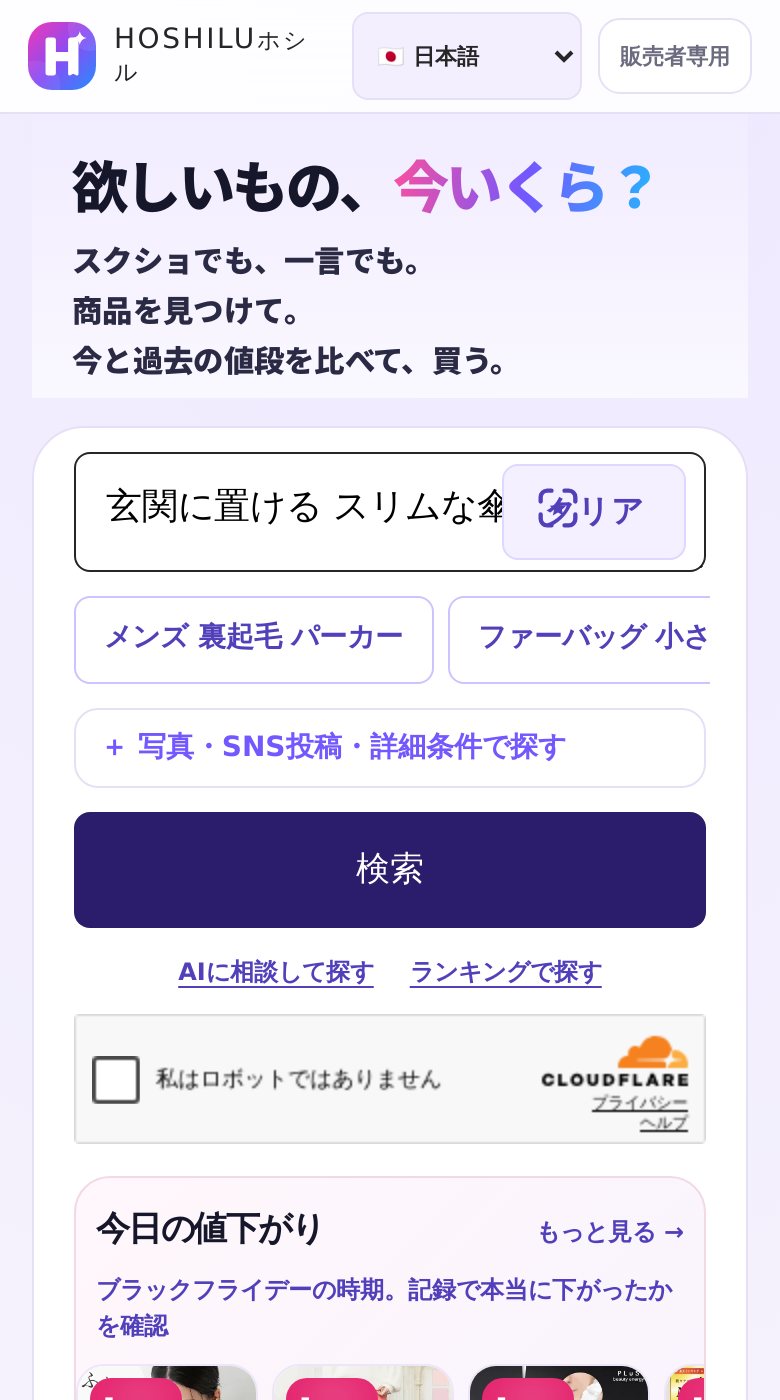 HOSHILUホシ
ル
日本語
販売者専用
欲しいもの、今いくら？
スクショでも、一言でも。
商品を見つけて。
今と過去の値段を比べて、買う。
玄関に置ける スリムな傘
リア
メンズ 裏起毛 パーカー
ファーバッグ 小さ
+ 写真・SNS投稿・詳細条件で探す
検索
AIに相談して探す ランキングで探す
私はロボットではありません
CLOUDFLARE
プライバシー
ヘルプ
今日の値下がり
もっと見る →
ブラックフライデーの時期。記録で本当に下がったか
を確認